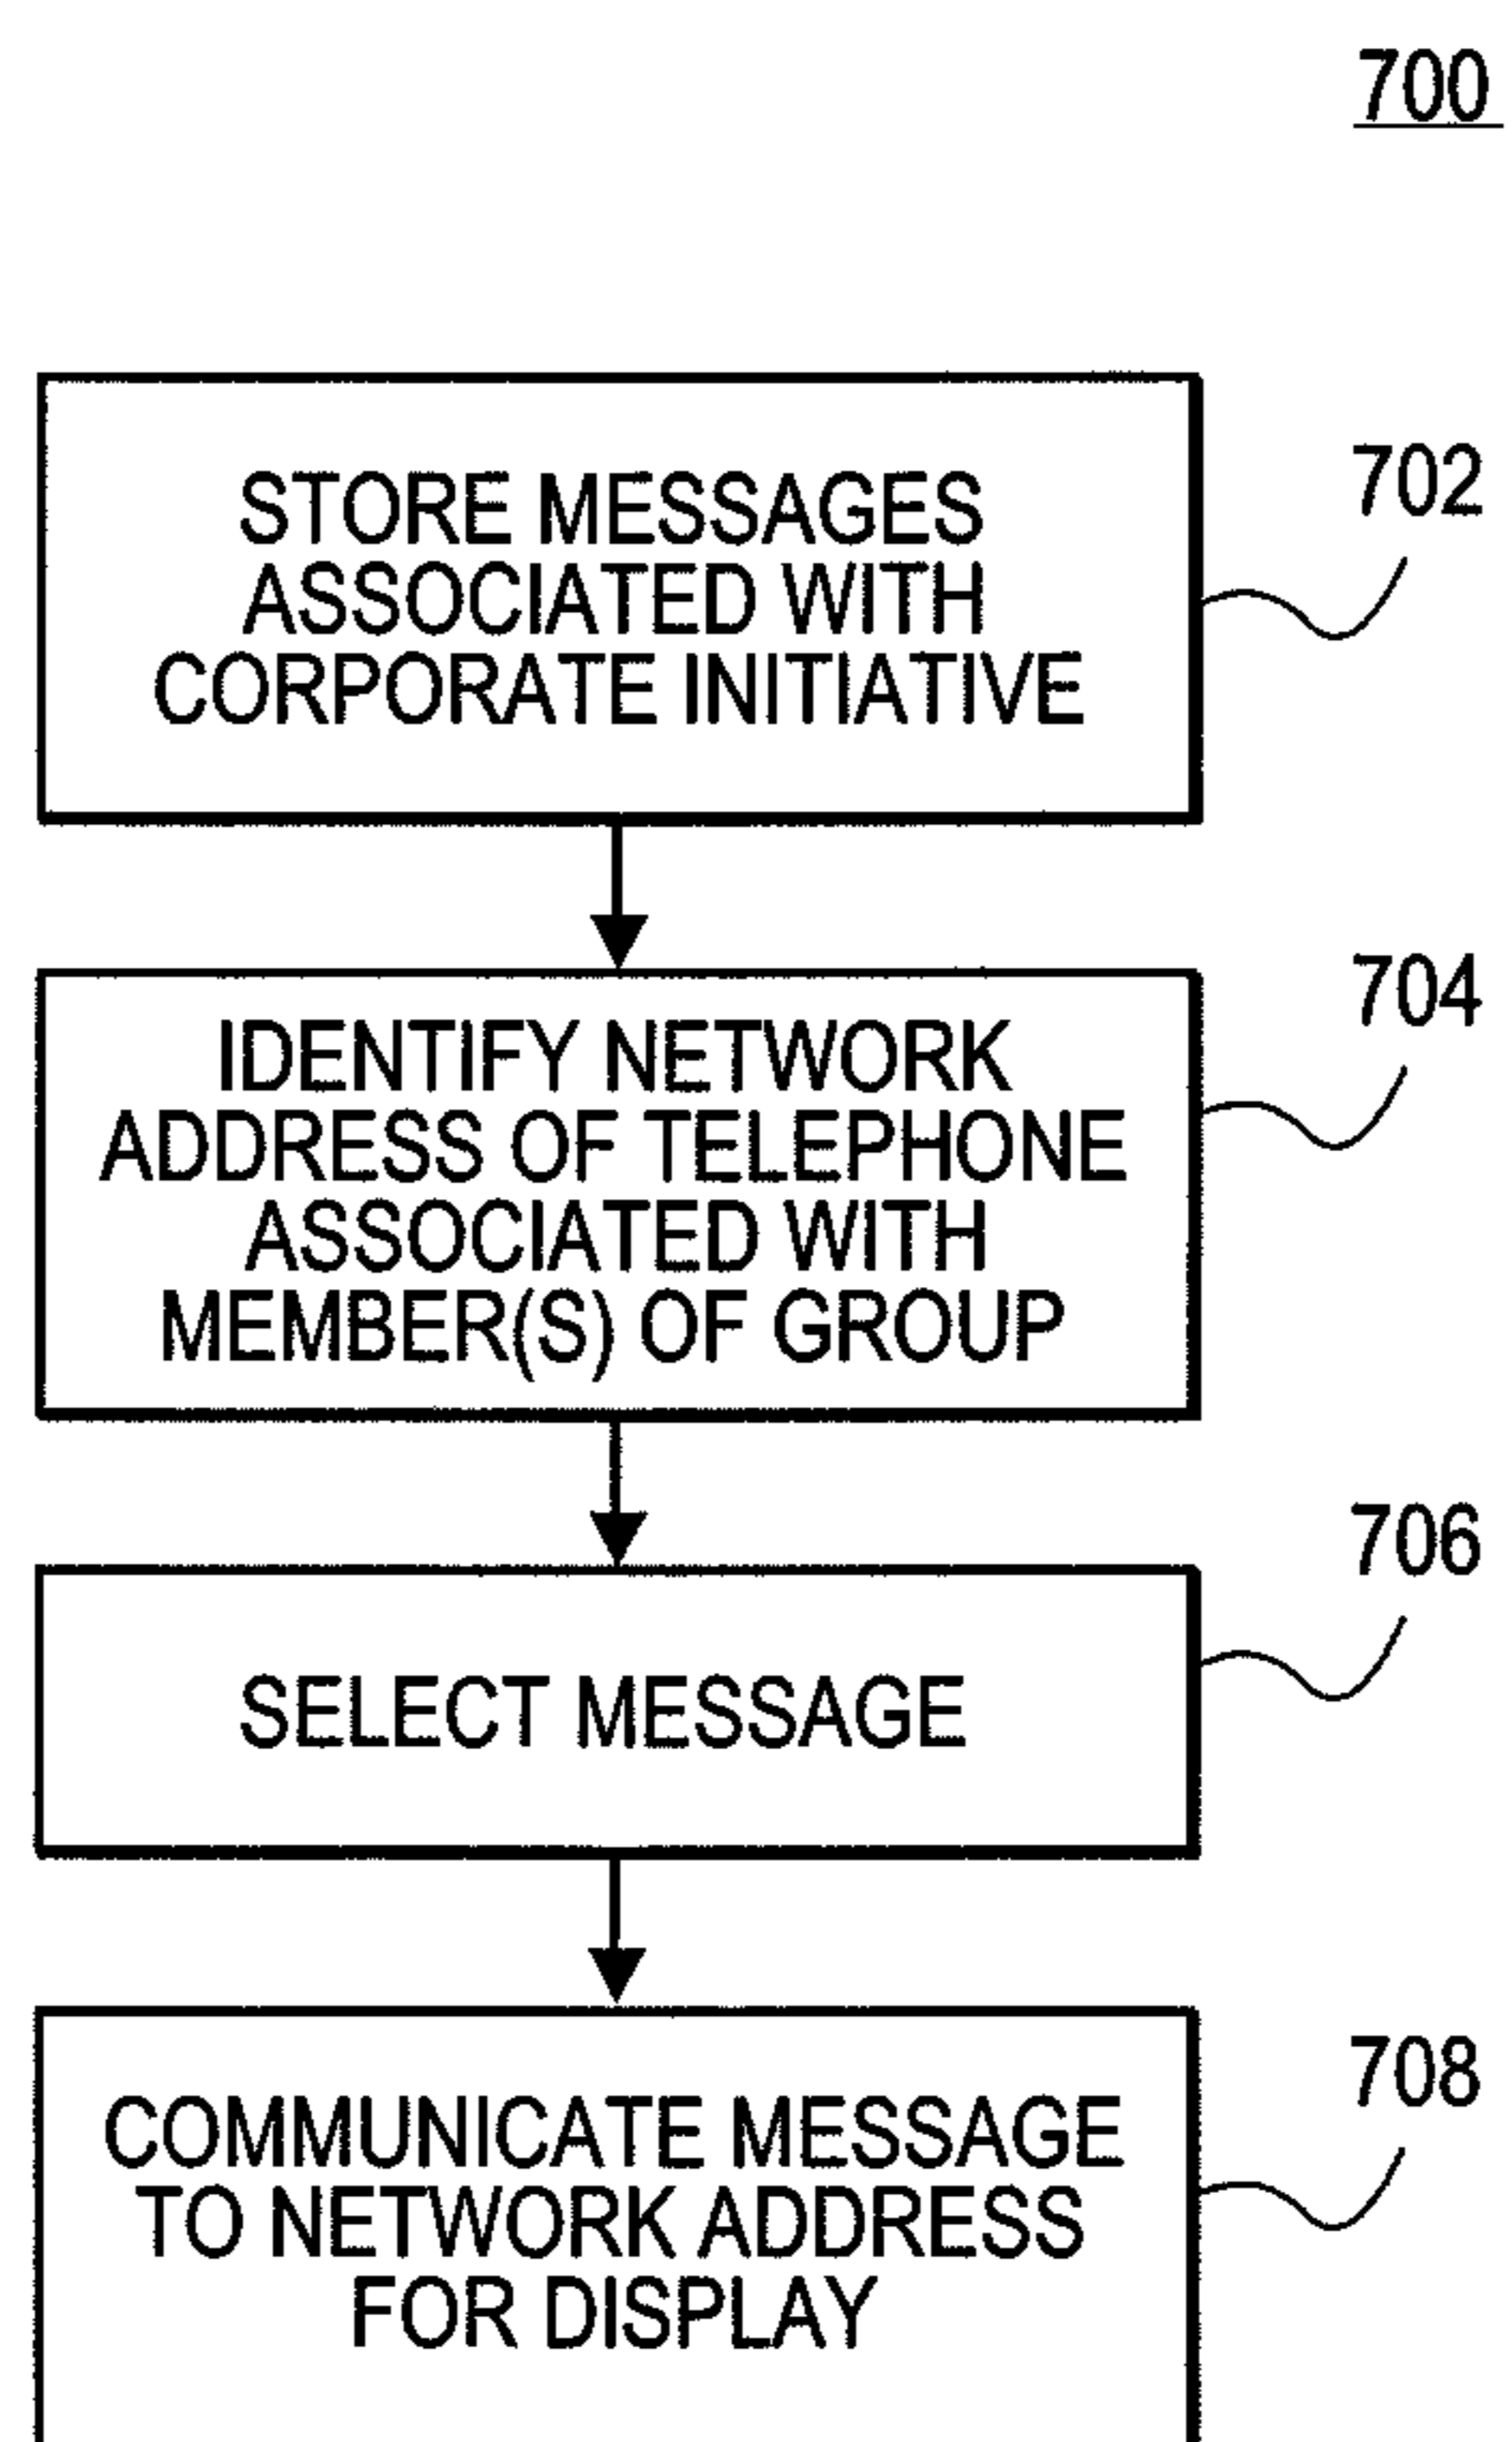 700
STORE MESSAGES
ASSOCIATED WITH
CORPORATE INITIATIVE
702
IDENTIFY NETWORK
ADDRESS OF TELEPHONE
ASSOCIATED WITH
MEMBER(S) OF GROUP
704
SELECT MESSAGE
706
COMMUNICATE MESSAGE
TO NETWORK ADDRESS
FOR DISPLAY
708